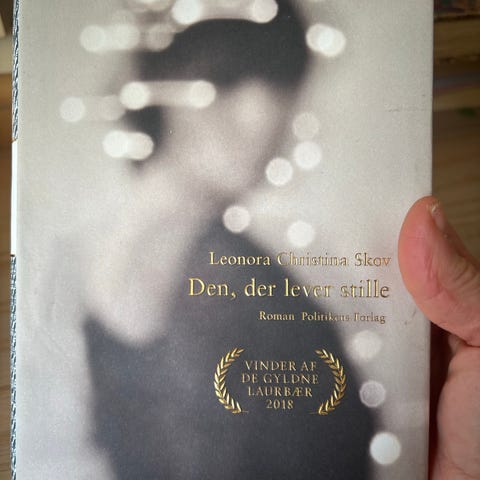 Leonora Christina Skov
Den, der lever stille
Roman Politikens Forlag
VINDER AF
DE GYLDNE
LAURBÆR
2018